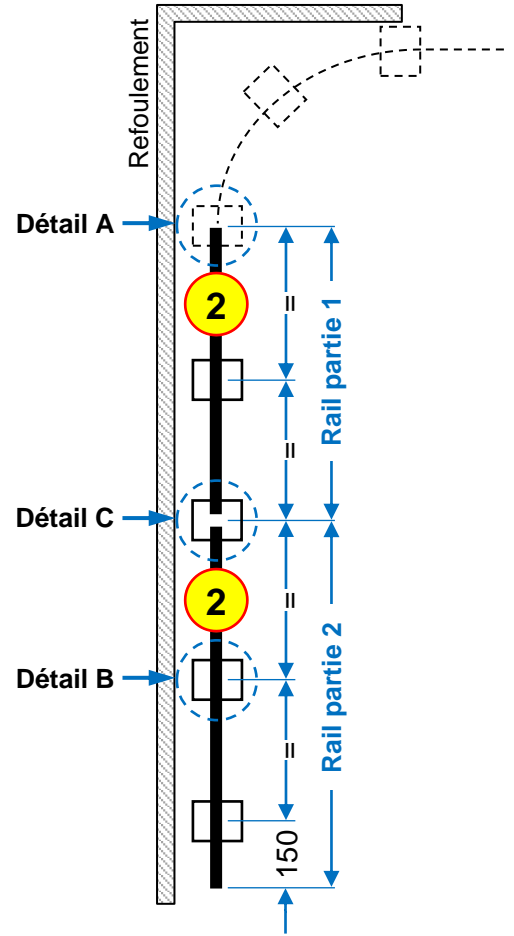 Refoulement
Détail A
2
=
Rail partie 1
=
Détail C
2
=
Rail partie 2
Détail B
=
150